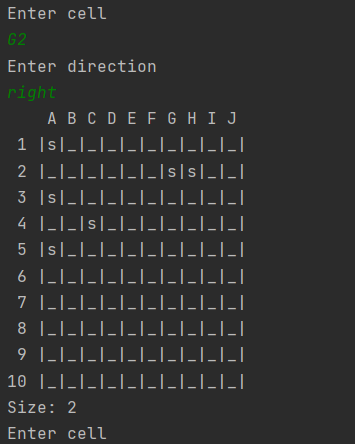 Enter cell
G2
Enter direction
right
    A B C D E F G H I J
 1 |s|_|_|_|_|_|_|_|_|_|
 2 |_|_|_|_|_|_|s|s|_|_|
 3 |s|_|_|_|_|_|_|_|_|_|
 4 |_|_|s|_|_|_|_|_|_|_|
 5 |s|_|_|_|_|_|_|_|_|_|
 6 |_|_|_|_|_|_|_|_|_|_|
 7 |_|_|_|_|_|_|_|_|_|_|
 8 |_|_|_|_|_|_|_|_|_|_|
 9 |_|_|_|_|_|_|_|_|_|_|
10 |_|_|_|_|_|_|_|_|_|_|
Size: 2
Enter cell